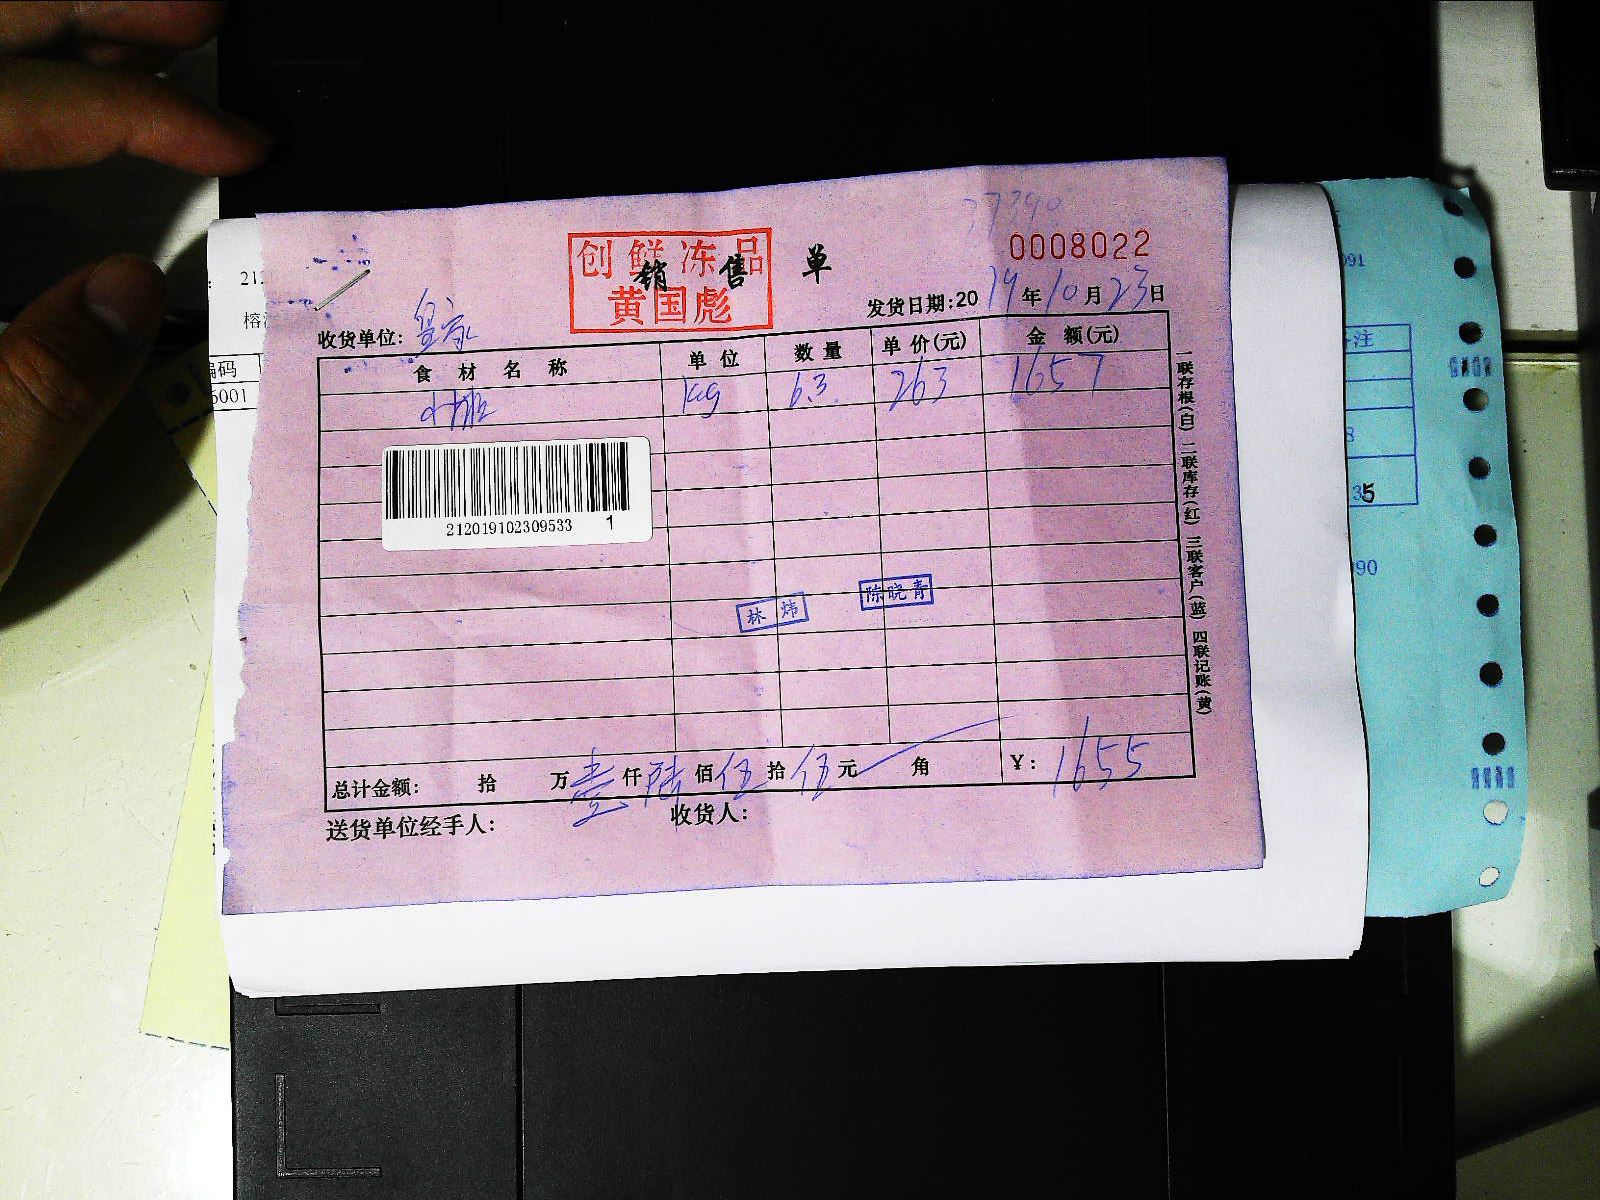 27390
创鲜冻品
黄国彪
销售单
0008022
发货日期:2019年10月23日
收货单位:
食材名称 单位 数量 单价(元) 金额(元)
kg 6.3 263 1657
212019102309533 1
林炜 陈晓青
总计金额: 拾 万壹仟陆佰伍拾伍元 角 ¥: 1655
送货单位经手人: 收货人:
一联存根(白) 二联库存(红) 三联客户(蓝) 四联记账(黄)
编码
5001
091
备注
8
35
090